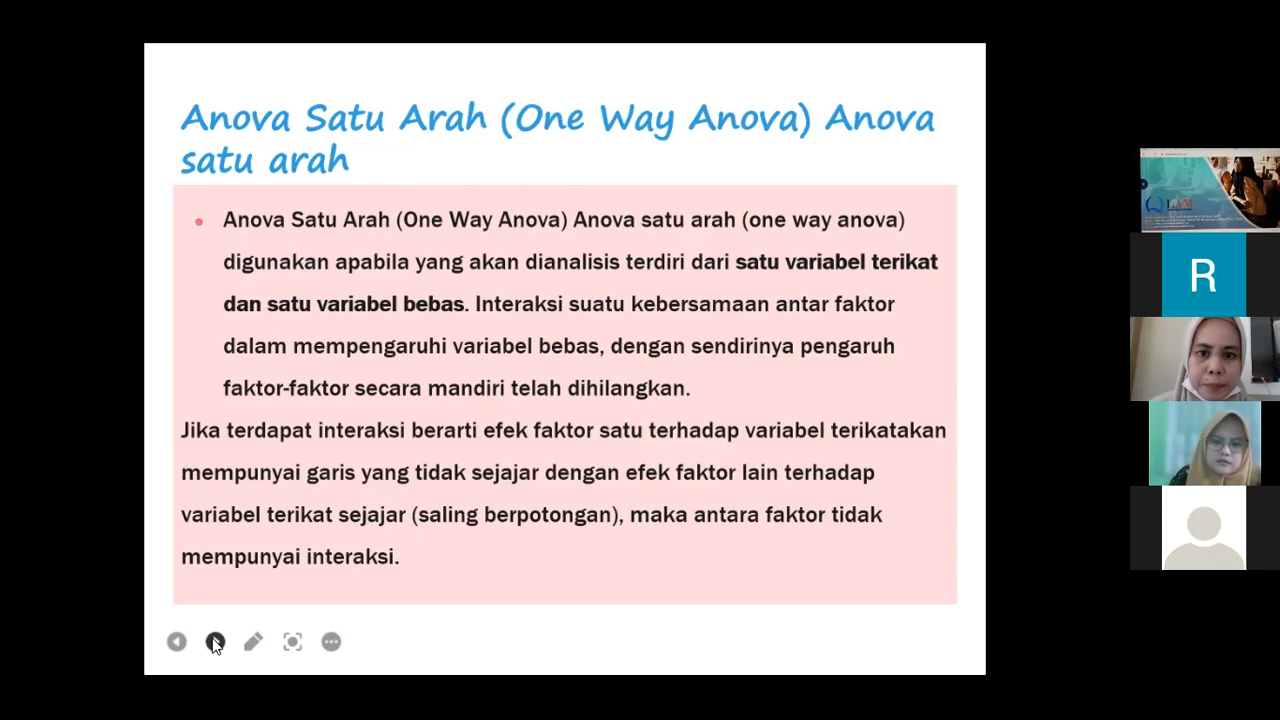 Anova Satu Arah (One Way Anova) Anova
satu arah
Anova Satu Arah (One Way Anova) Anova satu arah (one way anova)
digunakan apabila yang akan dianalisis terdiri dari satu variabel terikat
dan satu variabel bebas. Interaksi suatu kebersamaan antar faktor
dalam mempengaruhi variabel bebas, dengan sendirinya pengaruh
faktor-faktor secara mandiri telah dihilangkan.
Jika terdapat interaksi berarti efek faktor satu terhadap variabel terikatakan
mempunyai garis yang tidak sejajar dengan efek faktor lain terhadap
variabel terikat sejajar (saling berpotongan), maka antara faktor tidak
mempunyai interaksi.
R